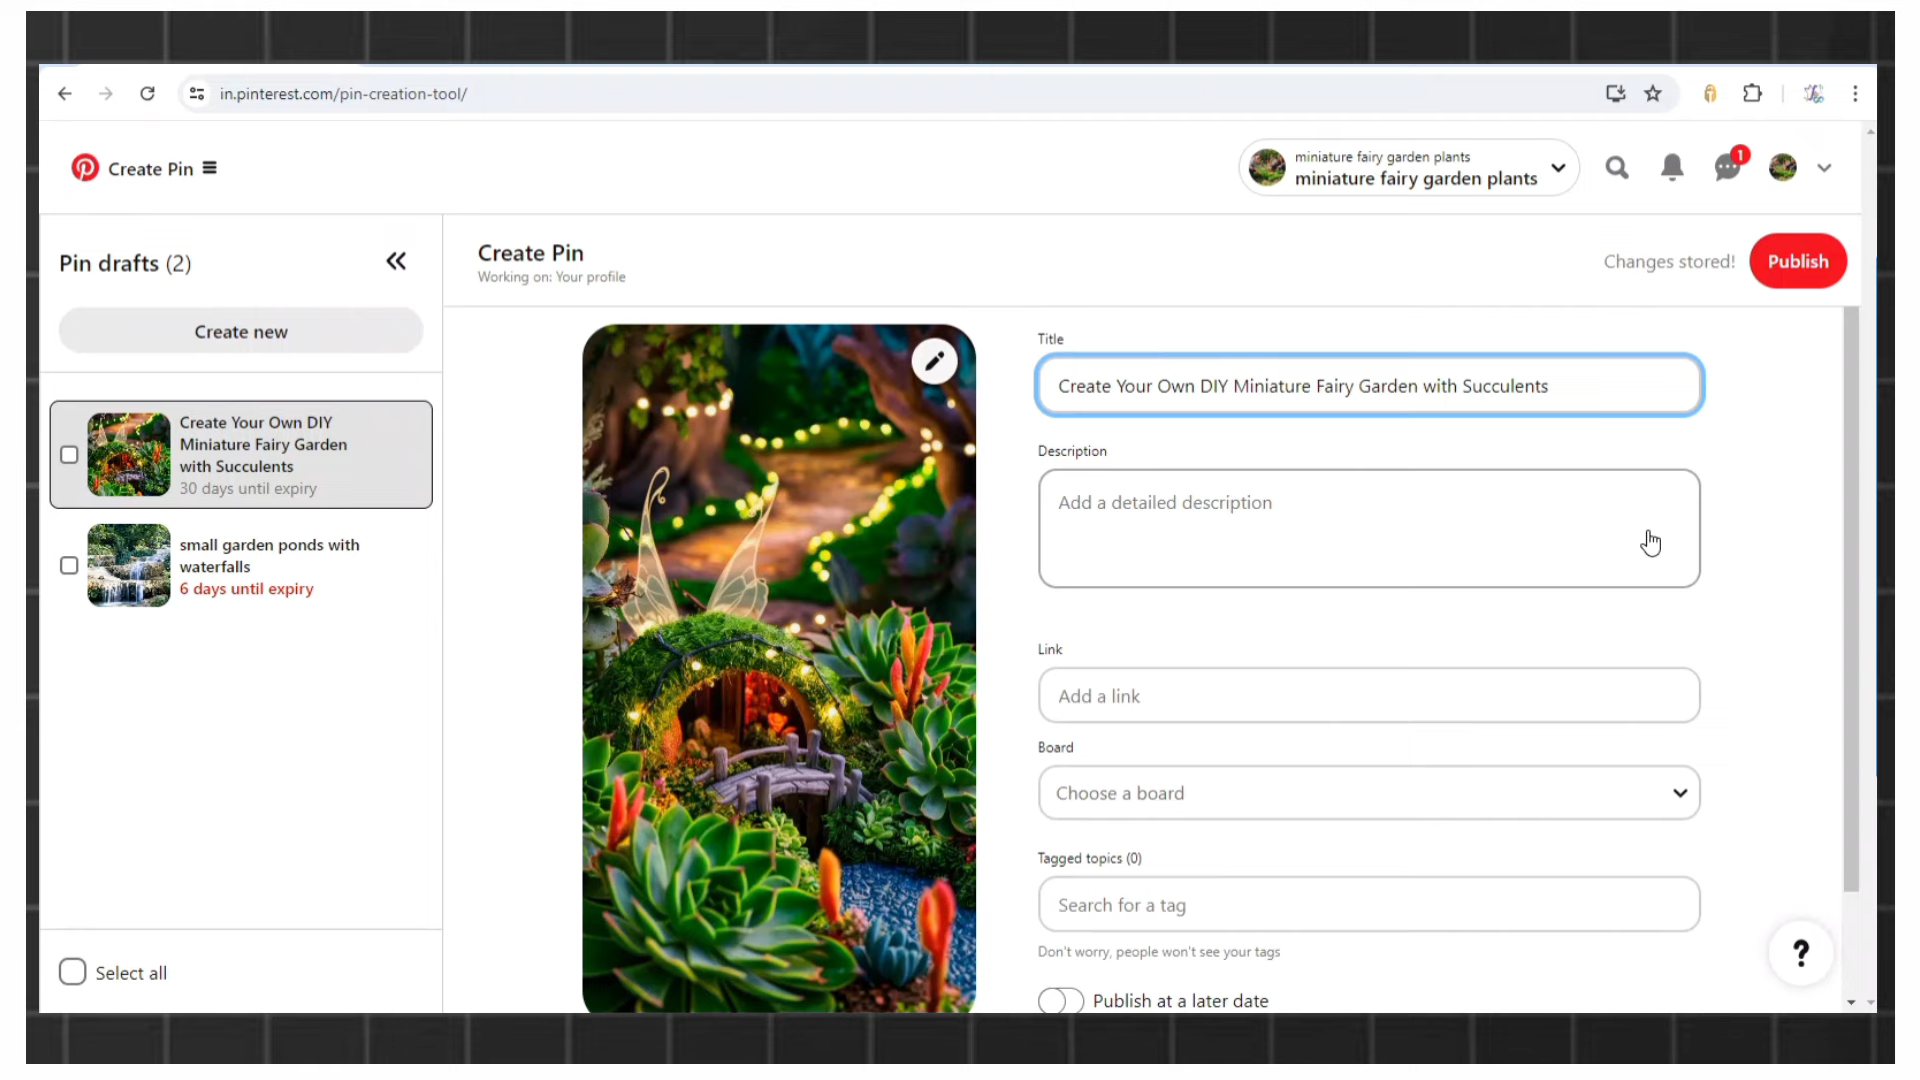 in.pinterest.com/pin-creation-tool/
Create Pin
miniature fairy garden plants
miniature fairy garden plants
1
Pin drafts (2)
Create new
Create Your Own DIY
Miniature Fairy Garden
with Succulents
30 days until expiry
small garden ponds with
waterfalls
6 days until expiry
Select all
Create Pin
Working on: Your profile
Changes stored!
Publish
Title
Create Your Own DIY Miniature Fairy Garden with Succulents
Description
Add a detailed description
Link
Add a link
Board
Choose a board
Tagged topics (0)
Search for a tag
Don't worry, people won't see your tags
Publish at a later date
?